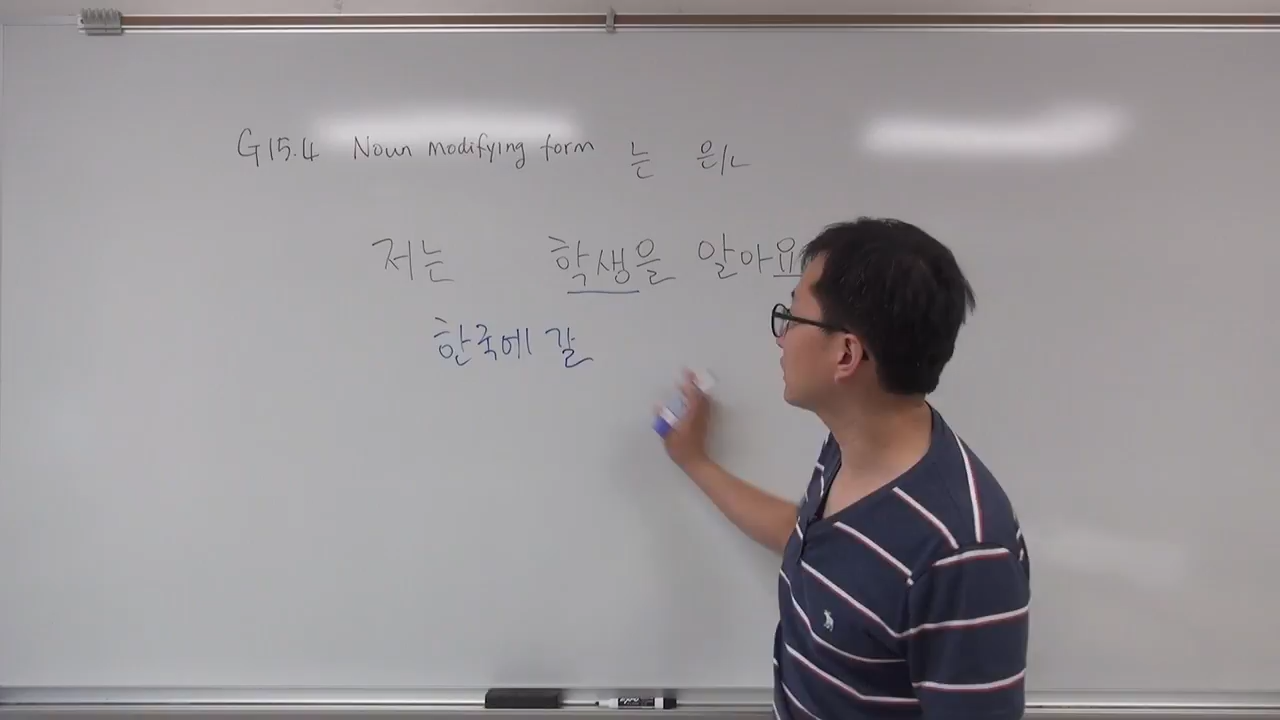 G15.4 Noun modifying form 는 은/ㄴ
저는 학생을 알아요
한국에 갈